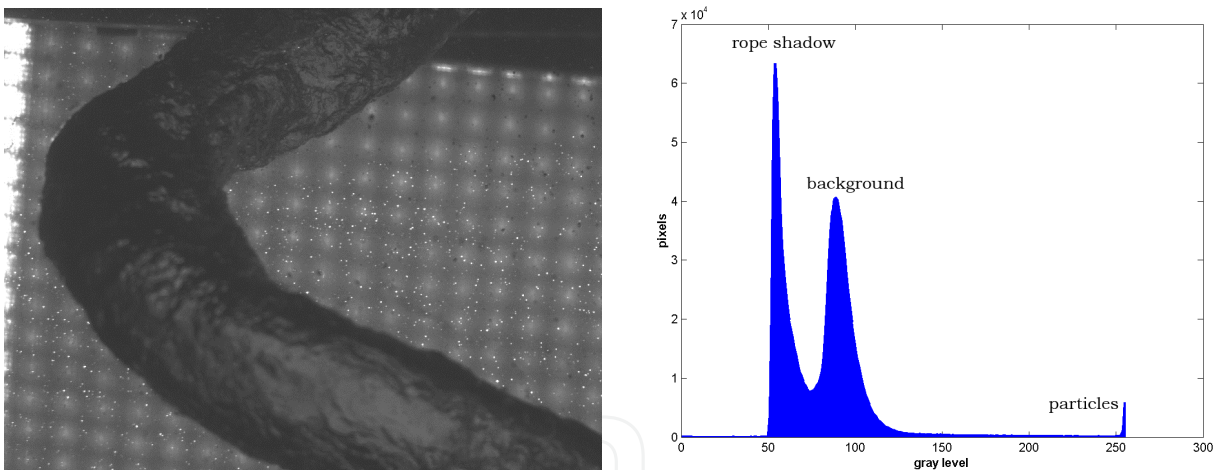 7 x 10⁴
rope shadow
6
5
background
4
pixels
3
2
1
particles
0
0 50 100 150 200 250 300
gray level